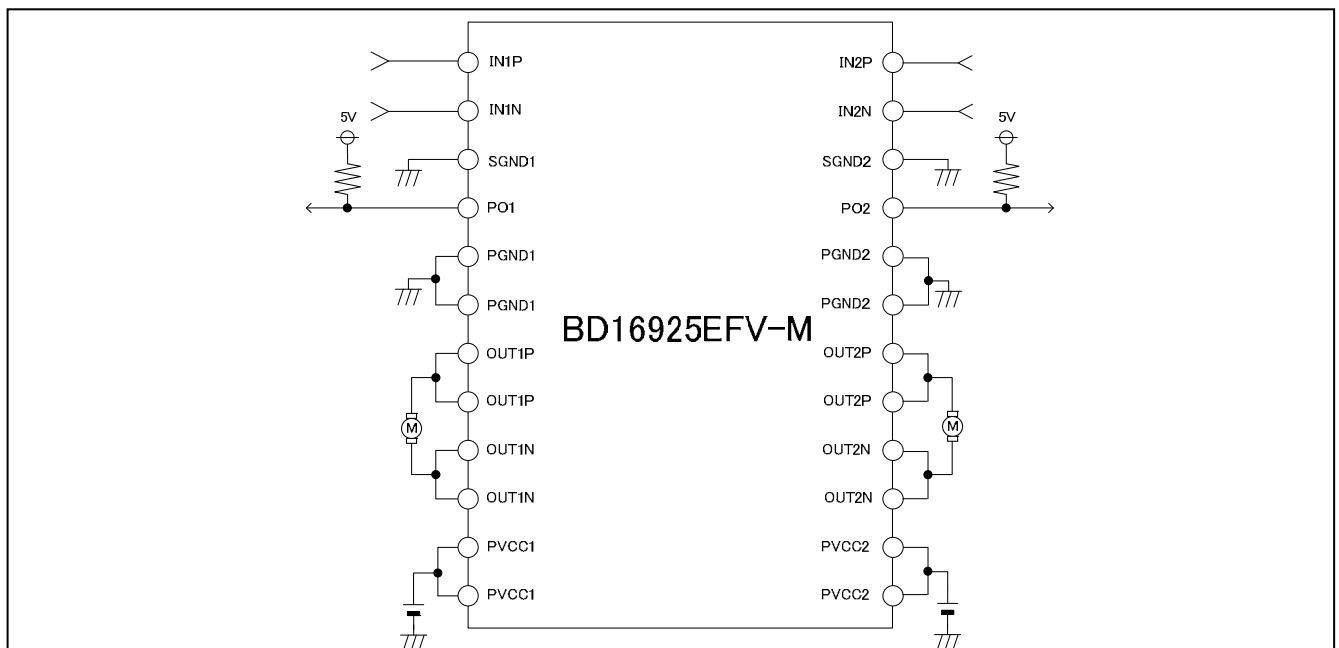 IN1P
IN2P
IN1N
IN2N
5V
5V
SGND1
SGND2
PO1
PO2
PGND1
PGND2
PGND1
PGND2
BD16925EFV-M
OUT1P
OUT2P
OUT1P
OUT2P
M
M
OUT1N
OUT2N
OUT1N
OUT2N
PVCC1
PVCC2
PVCC1
PVCC2